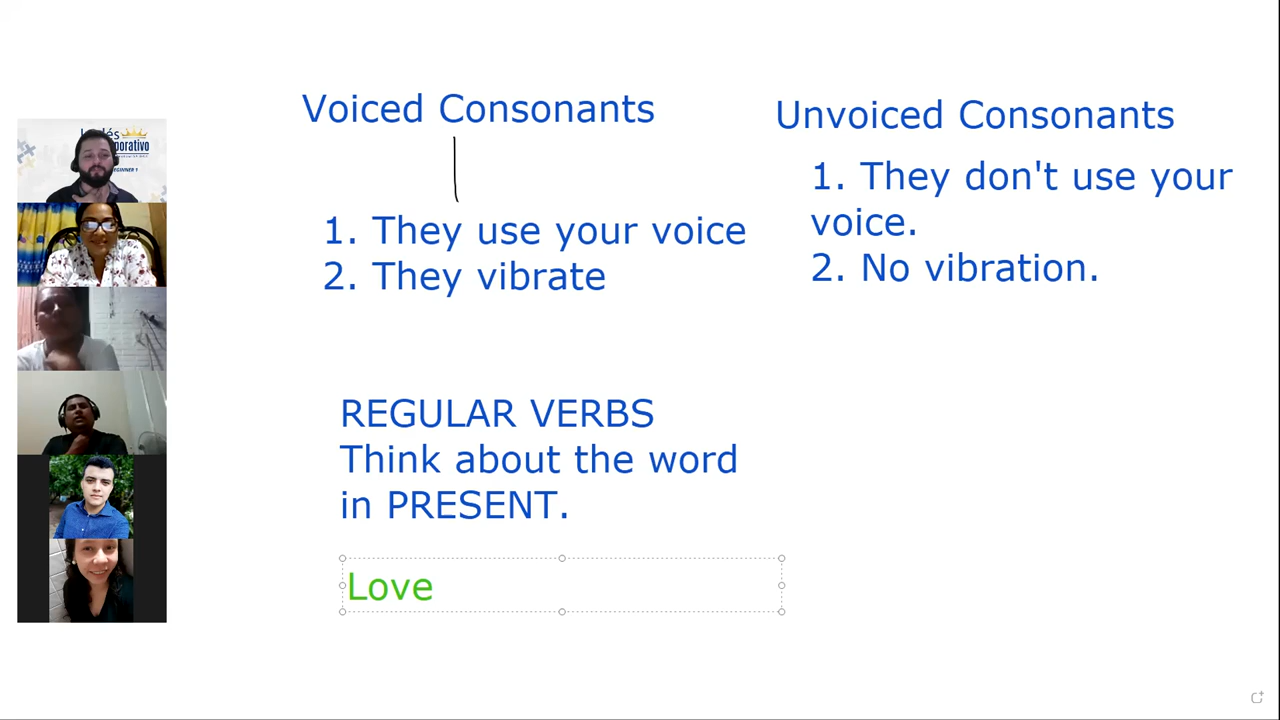 Voiced Consonants
1. They use your voice
2. They vibrate
Unvoiced Consonants
1. They don't use your
voice.
2. No vibration.
REGULAR VERBS
Think about the word
in PRESENT.
Love